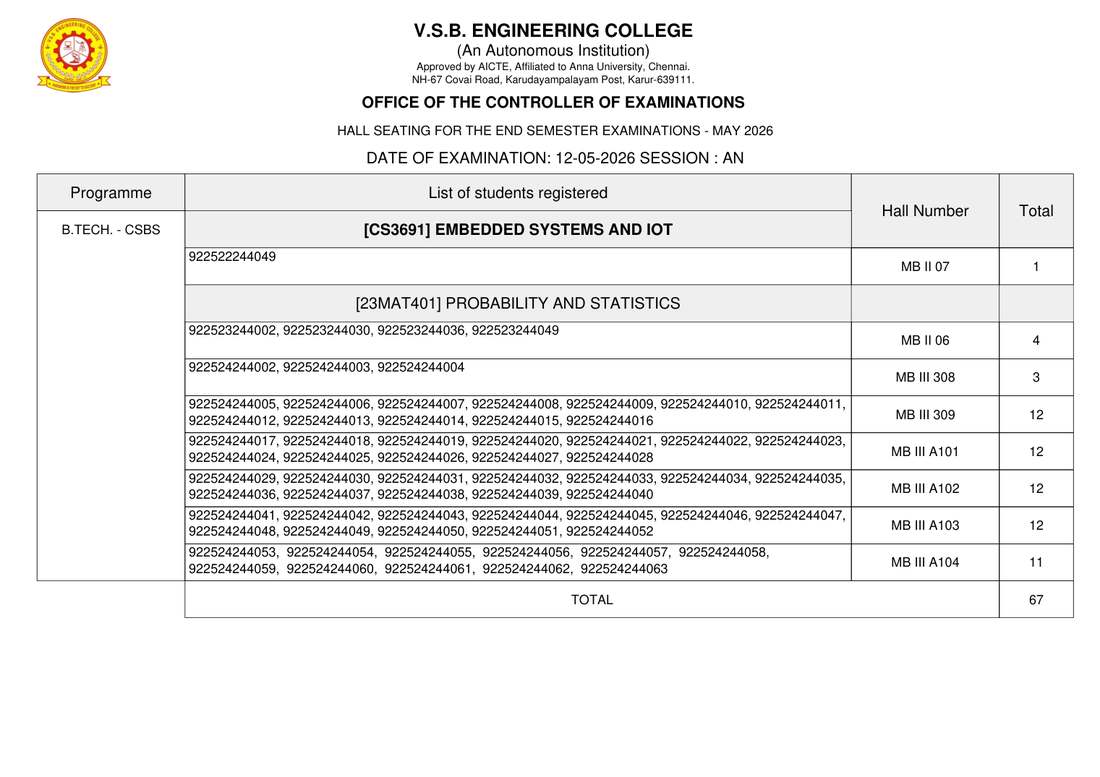 V.S.B. ENGINEERING COLLEGE
(An Autonomous Institution)
Approved by AICTE, Affiliated to Anna University, Chennai.
NH-67 Covai Road, Karudayampalayam Post, Karur-639111.
OFFICE OF THE CONTROLLER OF EXAMINATIONS
HALL SEATING FOR THE END SEMESTER EXAMINATIONS - MAY 2026
DATE OF EXAMINATION: 12-05-2026 SESSION : AN
Programme
List of students registered
Hall Number
Total
B.TECH. - CSBS
[CS3691] EMBEDDED SYSTEMS AND IOT
922522244049
MB II 07
1
[23MAT401] PROBABILITY AND STATISTICS
922523244002, 922523244030, 922523244036, 922523244049
MB II 06
4
922524244002, 922524244003, 922524244004
MB III 308
3
922524244005, 922524244006, 922524244007, 922524244008, 922524244009, 922524244010, 922524244011,
922524244012, 922524244013, 922524244014, 922524244015, 922524244016
MB III 309
12
922524244017, 922524244018, 922524244019, 922524244020, 922524244021, 922524244022, 922524244023,
922524244024, 922524244025, 922524244026, 922524244027, 922524244028
MB III A101
12
922524244029, 922524244030, 922524244031, 922524244032, 922524244033, 922524244034, 922524244035,
922524244036, 922524244037, 922524244038, 922524244039, 922524244040
MB III A102
12
922524244041, 922524244042, 922524244043, 922524244044, 922524244045, 922524244046, 922524244047,
922524244048, 922524244049, 922524244050, 922524244051, 922524244052
MB III A103
12
922524244053, 922524244054, 922524244055, 922524244056, 922524244057, 922524244058,
922524244059, 922524244060, 922524244061, 922524244062, 922524244063
MB III A104
11
TOTAL
67